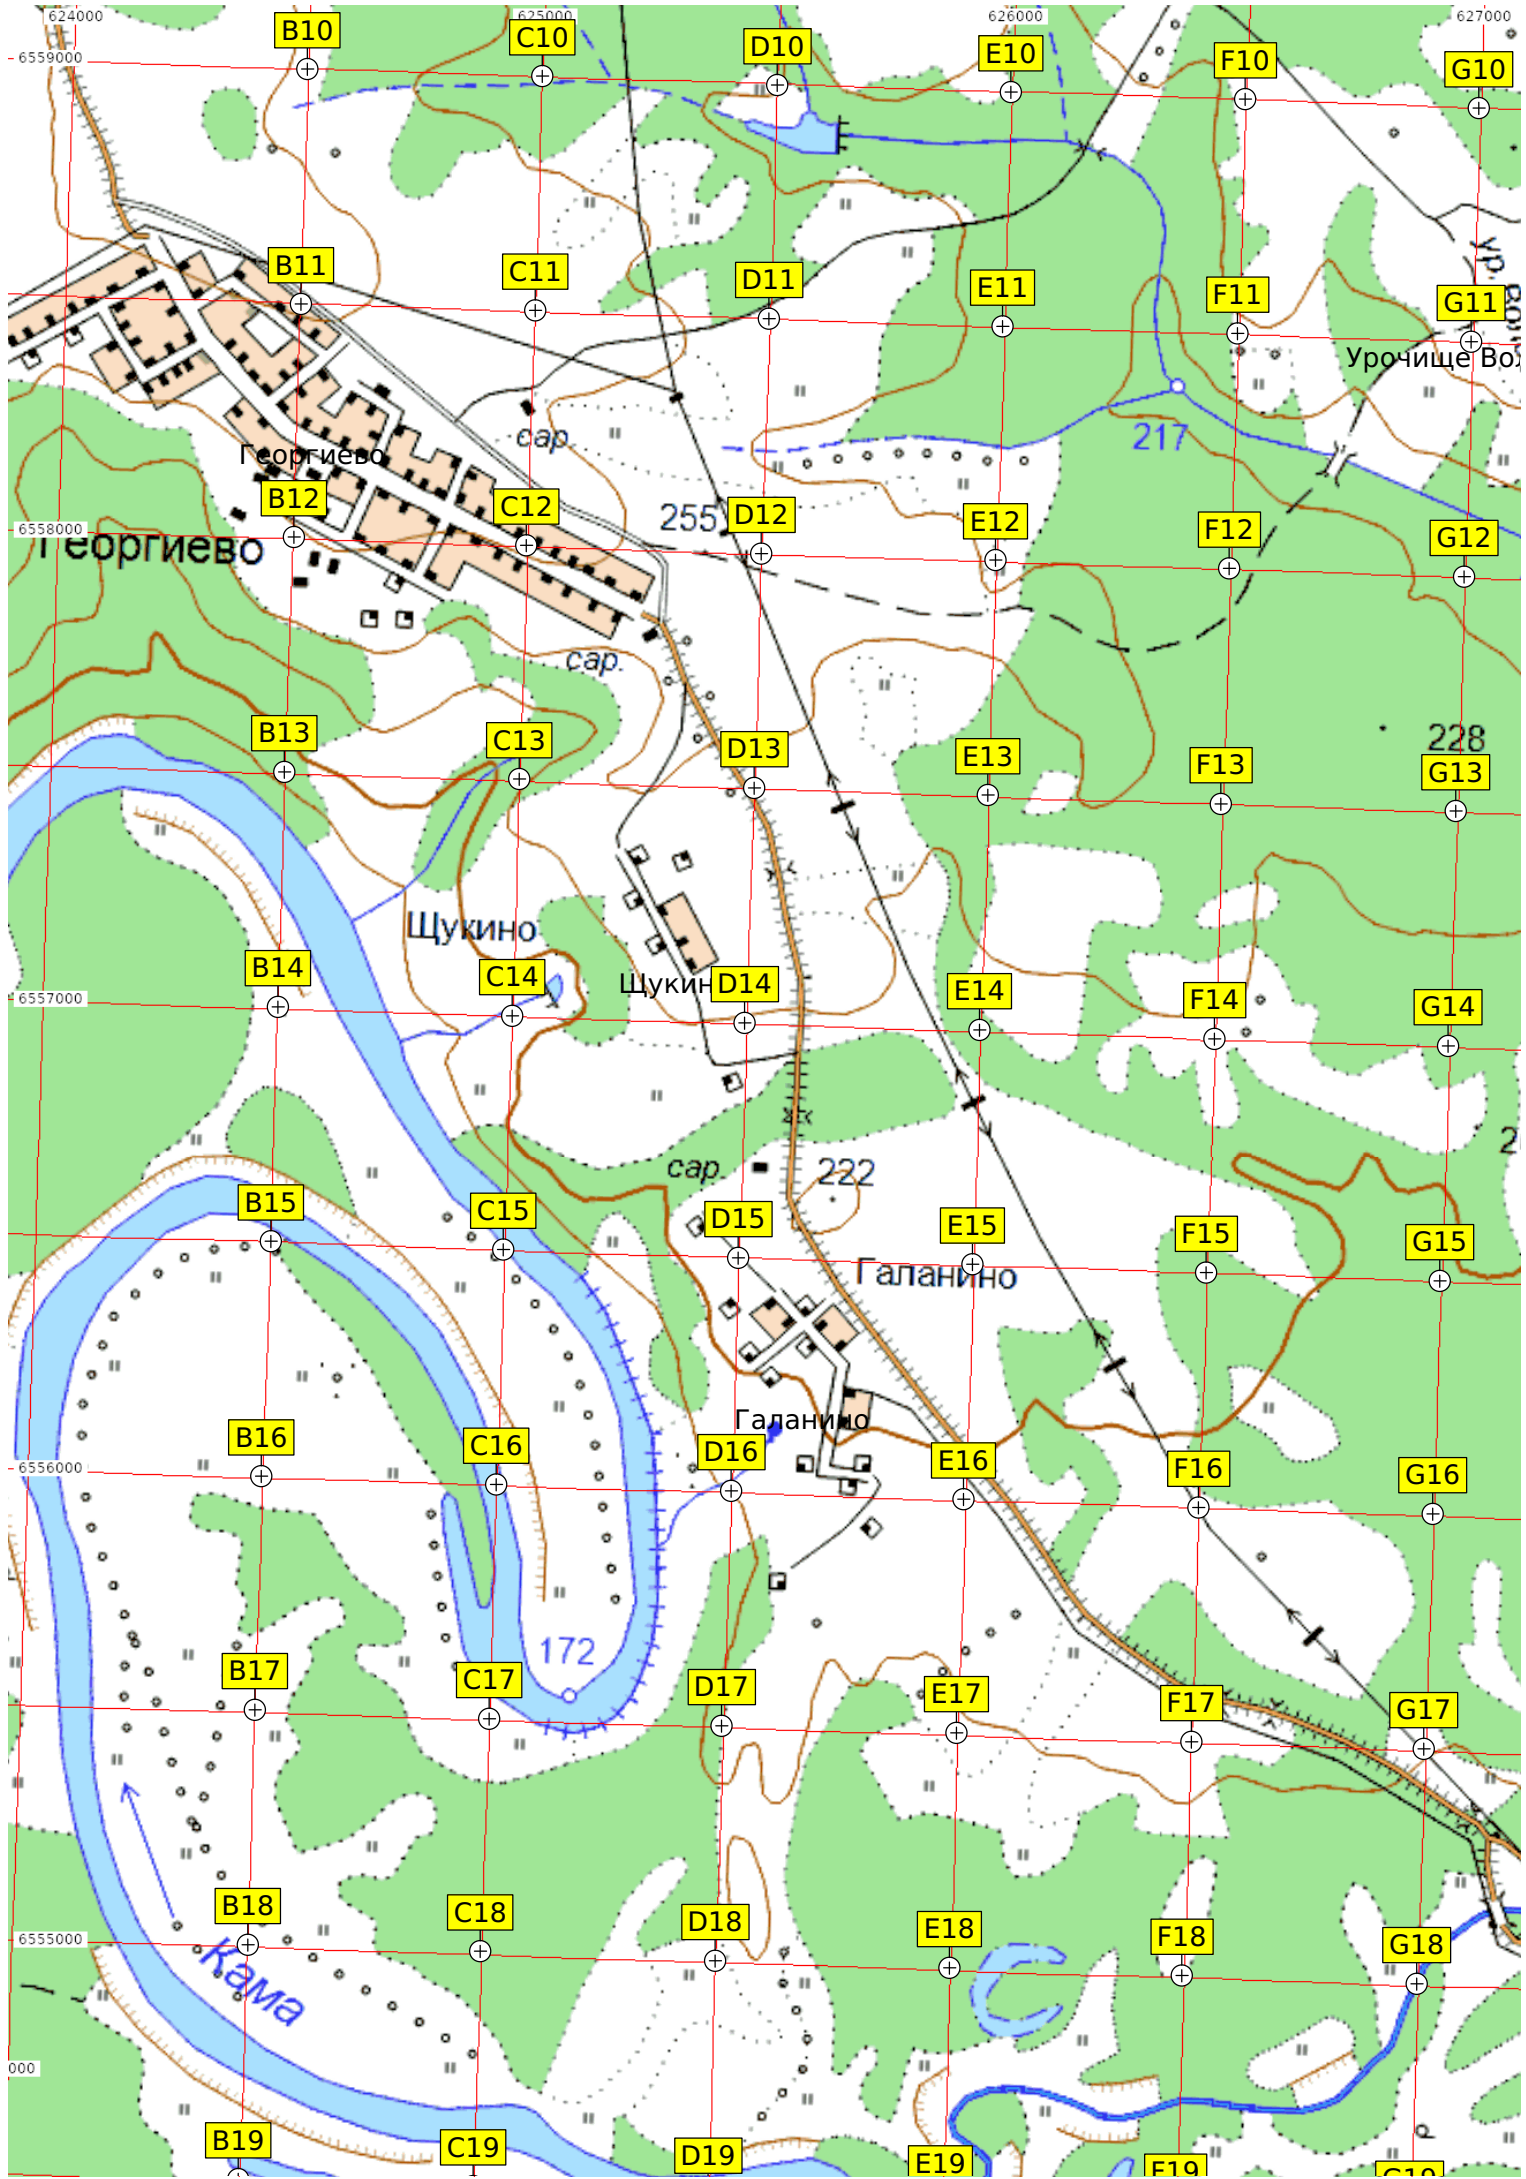 624000 625000 626000 627000
6559000
B10 C10 D10 E10 F10 G10
ур.
B11 C11 D11 E11 F11 G11
Урочище
сар.
217
Георгиево
B12 C12 255 D12 E12 F12 G12
6558000
Георгиево
сар.
228
B13 C13 D13 E13 F13 G13
Щукино
B14 C14 D14 E14 F14 G14
6557000
сар. 222
B15 C15 D15 E15 F15 G15
Галанино
Галанино
B16 C16 D16 E16 F16 G16
6556000
172
B17 C17 D17 E17 F17 G17
B18 C18 D18 E18 F18 G18
6555000
Кама
000
B19 C19 D19 E19 F19 G19